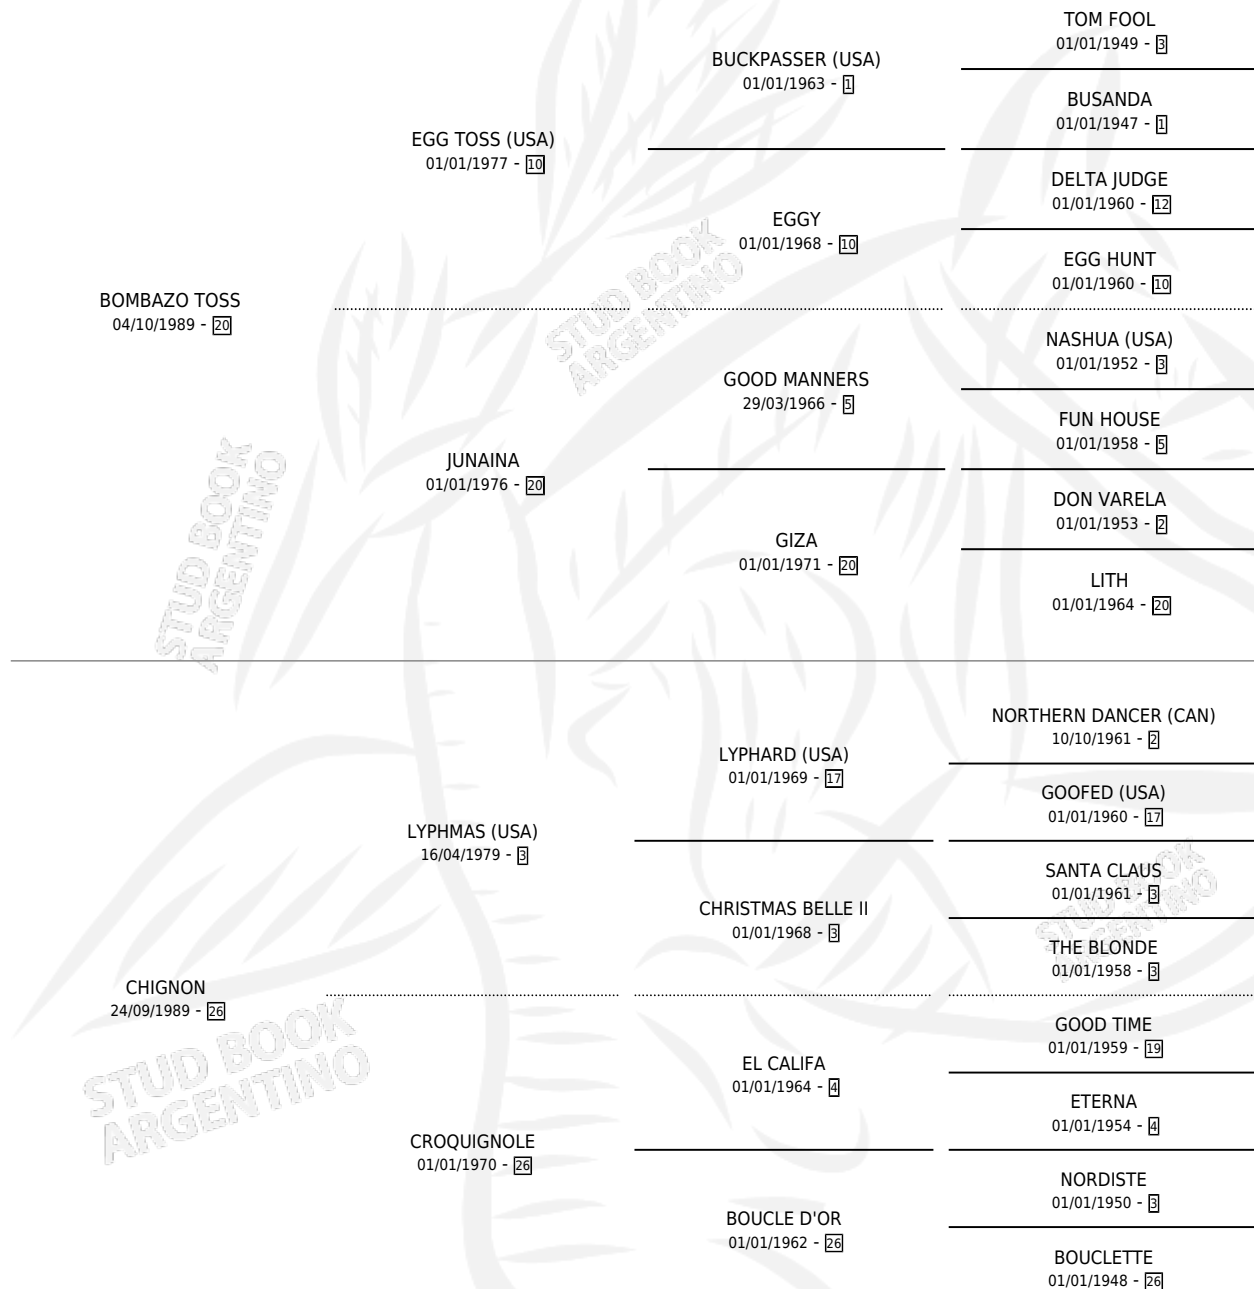 BOMBAZO TOSS
04/10/1989 - 20
EGG TOSS (USA)
01/01/1977 - 10
BUCKPASSER (USA)
01/01/1963 - 1
TOM FOOL
01/01/1949 - 3
BUSANDA
01/01/1947 - 1
EGGY
01/01/1968 - 10
DELTA JUDGE
01/01/1960 - 12
EGG HUNT
01/01/1960 - 10
JUNAINA
01/01/1976 - 20
GOOD MANNERS
29/03/1966 - 5
NASHUA (USA)
01/01/1952 - 3
FUN HOUSE
01/01/1958 - 5
GIZA
01/01/1971 - 20
DON VARELA
01/01/1953 - 2
LITH
01/01/1964 - 20
CHIGNON
24/09/1989 - 26
LYPHMAS (USA)
16/04/1979 - 3
LYPHARD (USA)
01/01/1969 - 17
NORTHERN DANCER (CAN)
10/10/1961 - 2
GOOFED (USA)
01/01/1960 - 17
CHRISTMAS BELLE II
01/01/1968 - 3
SANTA CLAUS
01/01/1961 - 3
THE BLONDE
01/01/1958 - 3
CROQUIGNOLE
01/01/1970 - 26
EL CALIFA
01/01/1964 - 4
GOOD TIME
01/01/1959 - 19
ETERNA
01/01/1954 - 4
BOUCLE D'OR
01/01/1962 - 26
NORDISTE
01/01/1950 - 3
BOUCLETTE
01/01/1948 - 26
STUD BOOK
ARGENTINO
STUD BOOK
ARGENTINO
STUD BOOK
ARGENTINO
STUD BOOK
ARGENTINO